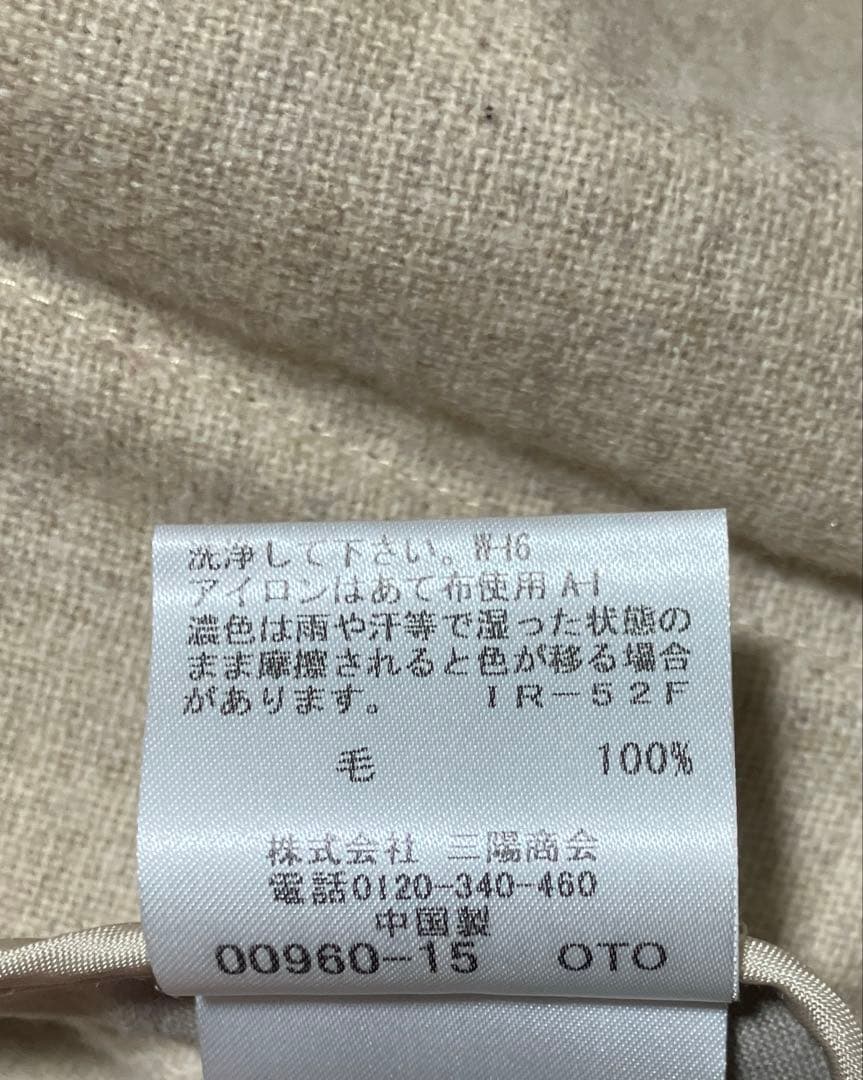 洗浄して下さい。W-16
アイロンはあて布使用 A-1
濃色は雨や汗等で湿った状態の
まま摩擦されると色が移る場合
があります。 IR-52F
毛 100%
株式会社 三陽商会
電話0120-340-460
中国製
00960-15 OTO